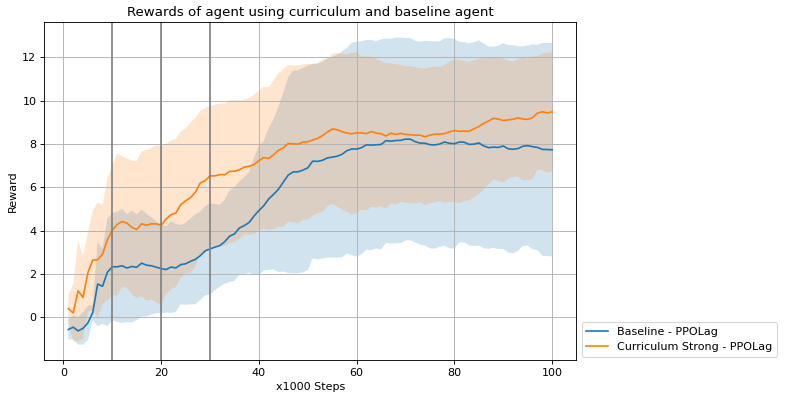 Rewards of agent using curriculum and baseline agent
Reward
12
10
8
6
4
2
0
0 20 40 60 80 100
x1000 Steps
Baseline - PPOLag
Curriculum Strong - PPOLag